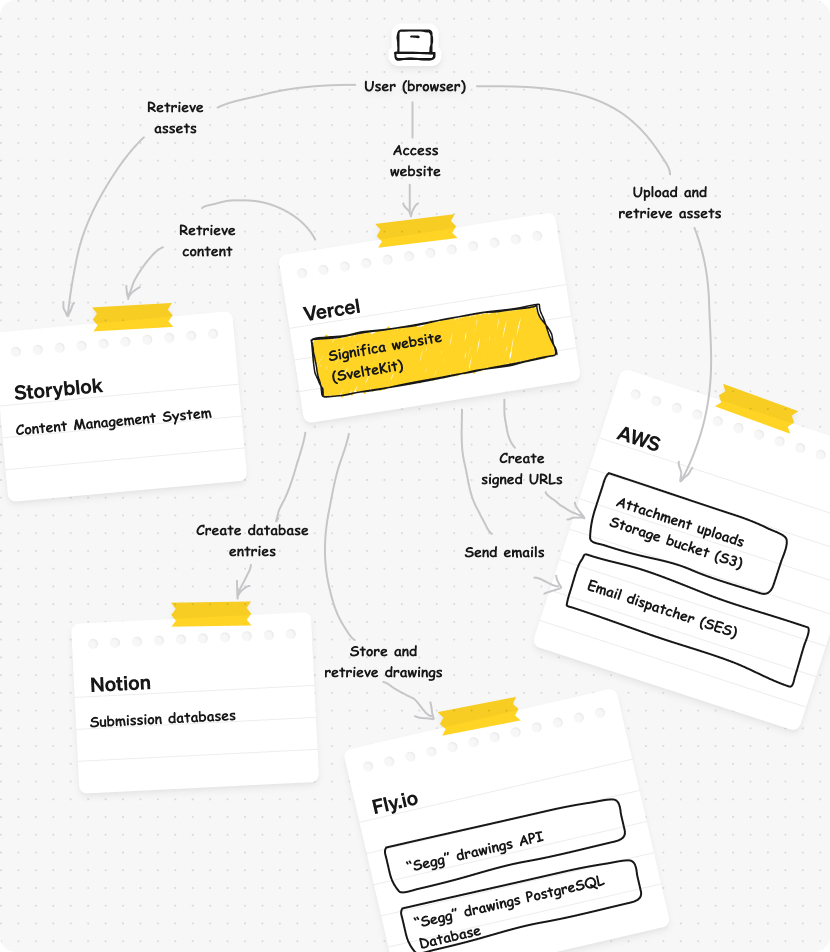 User (browser)
Retrieve
assets
Access
website
Upload and
retrieve assets
Retrieve
content
Vercel
Significa website
(SvelteKit)
Storyblok
Content Management System
AWS
Attachment uploads
Storage bucket (S3)
Email dispatcher (SES)
Create
signed URLs
Send emails
Create database
entries
Notion
Submission databases
Store and
retrieve drawings
Fly.io
“Segg” drawings API
“Segg” drawings PostgreSQL
Database